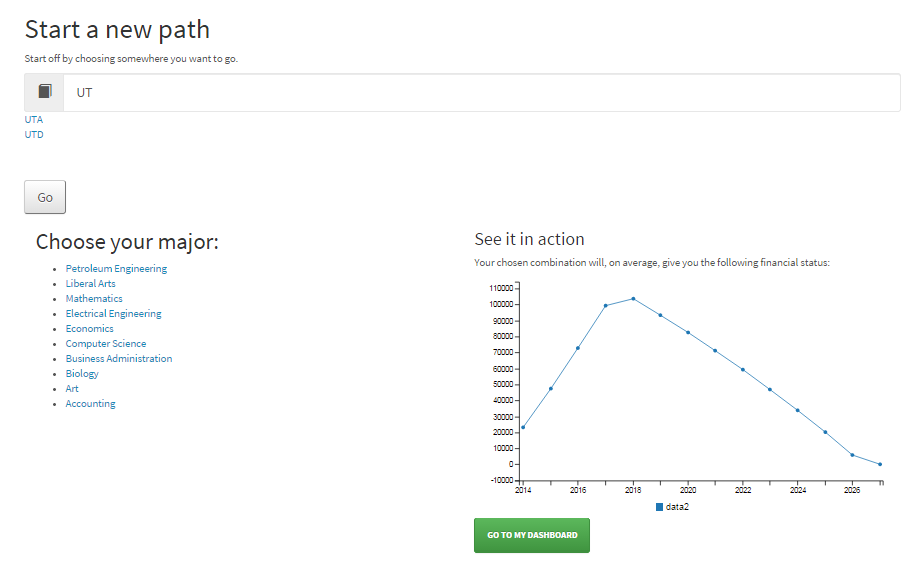 Start a new path
Start off by choosing somewhere you want to go.
UT
UTA
UTD
Go
Choose your major:
Petroleum Engineering
Liberal Arts
Mathematics
Electrical Engineering
Economics
Computer Science
Business Administration
Biology
Art
Accounting
See it in action
Your chosen combination will, on average, give you the following financial status:
110000
100000
90000
80000
70000
60000
50000
40000
30000
20000
10000
0
-10000
2014 2016 2018 2020 2022 2024 2026
data2
GO TO MY DASHBOARD